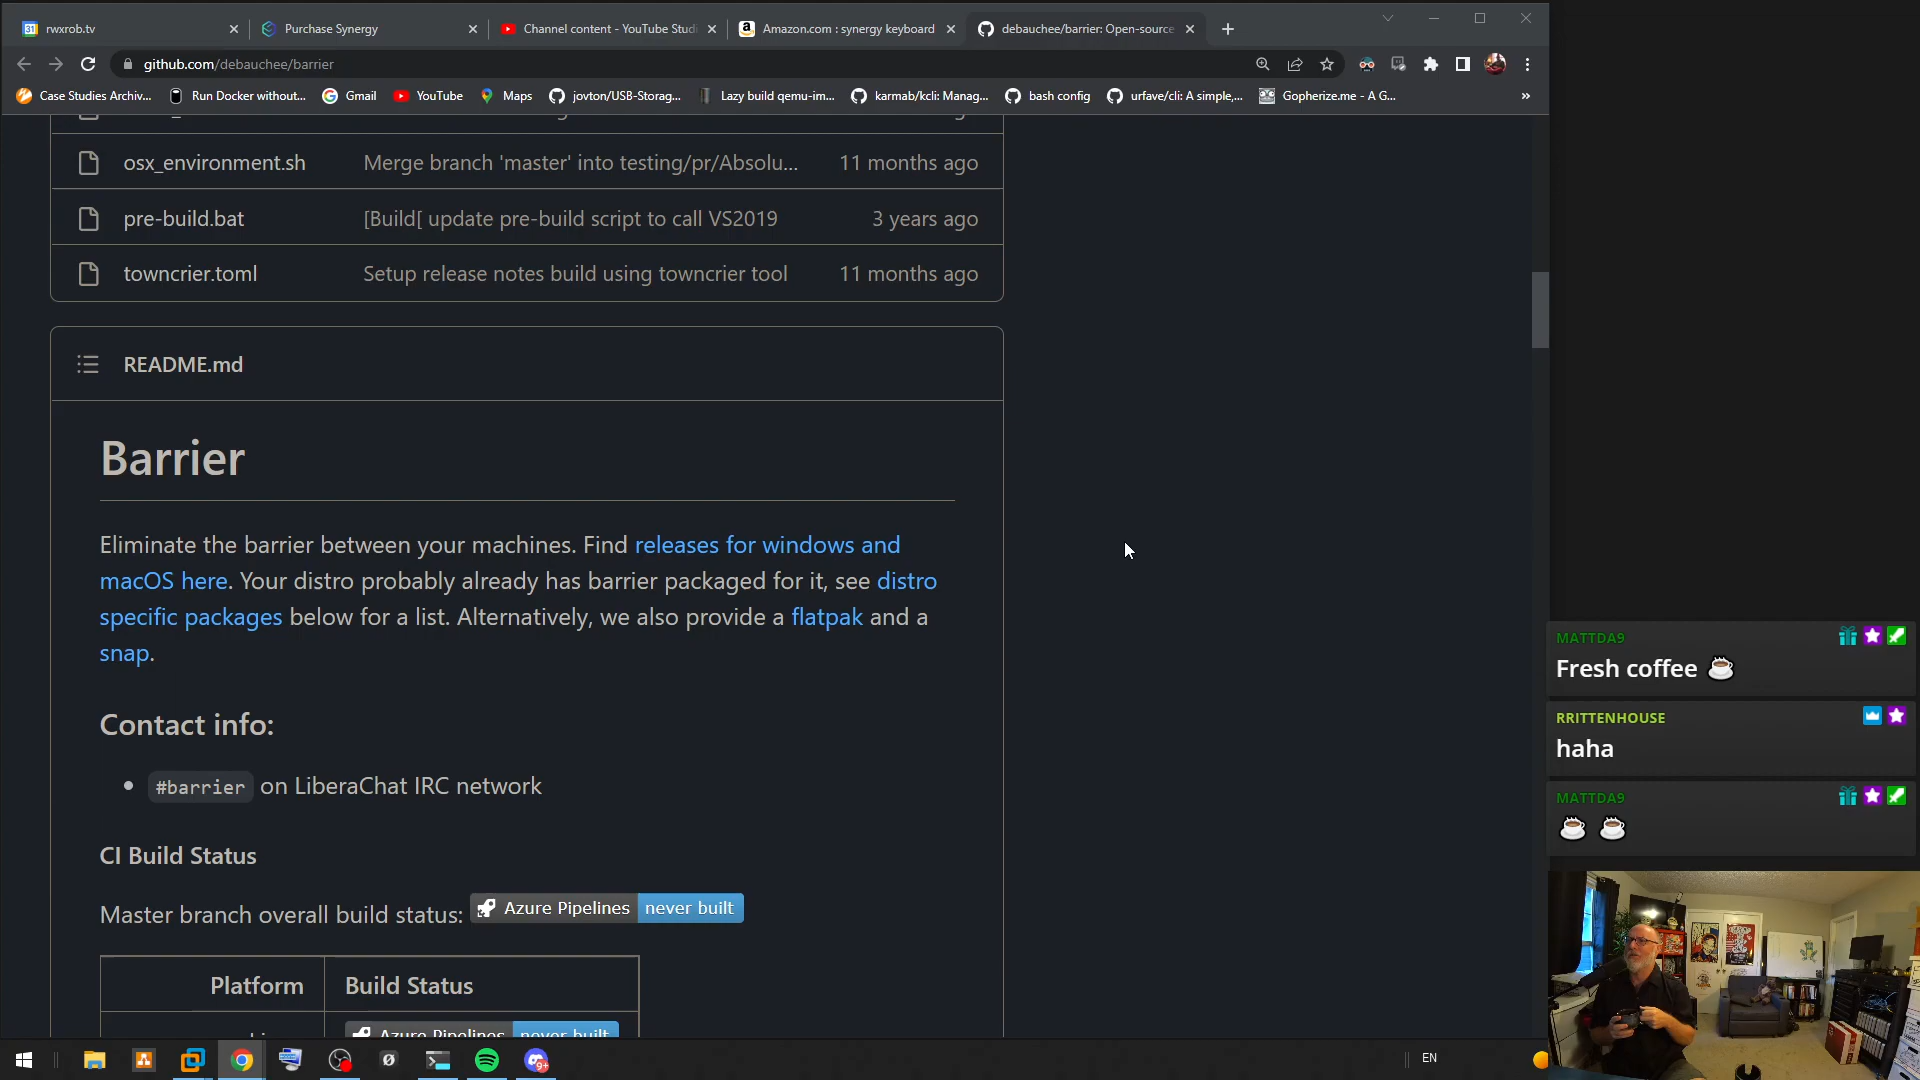 rwxrob.tv
Purchase Synergy
Channel content - YouTube Studi
Amazon.com : synergy keyboard
debauchee/barrier: Open-source
github.com/debauchee/barrier
Case Studies Archiv...
Run Docker without...
Gmail
YouTube
Maps
jovton/USB-Storag...
Lazy build qemu-im...
karmab/kcli: Manag...
bash config
urfave/cli: A simple,...
Gopherize.me - A G...
»
osx_environment.sh
Merge branch 'master' into testing/pr/Absolu...
11 months ago
pre-build.bat
[Build[ update pre-build script to call VS2019
3 years ago
towncrier.toml
Setup release notes build using towncrier tool
11 months ago
README.md
Barrier
Eliminate the barrier between your machines. Find releases for windows and
macOS here. Your distro probably already has barrier packaged for it, see distro
specific packages below for a list. Alternatively, we also provide a flatpak and a
snap.
Contact info:
#barrier on LiberaChat IRC network
CI Build Status
Master branch overall build status: Azure Pipelines never built
Platform
Build Status
Azure Pipelines never built
MATTDA9
Fresh coffee ☕
RRITTENHOUSE
haha
MATTDA9
☕ ☕
EN
9+